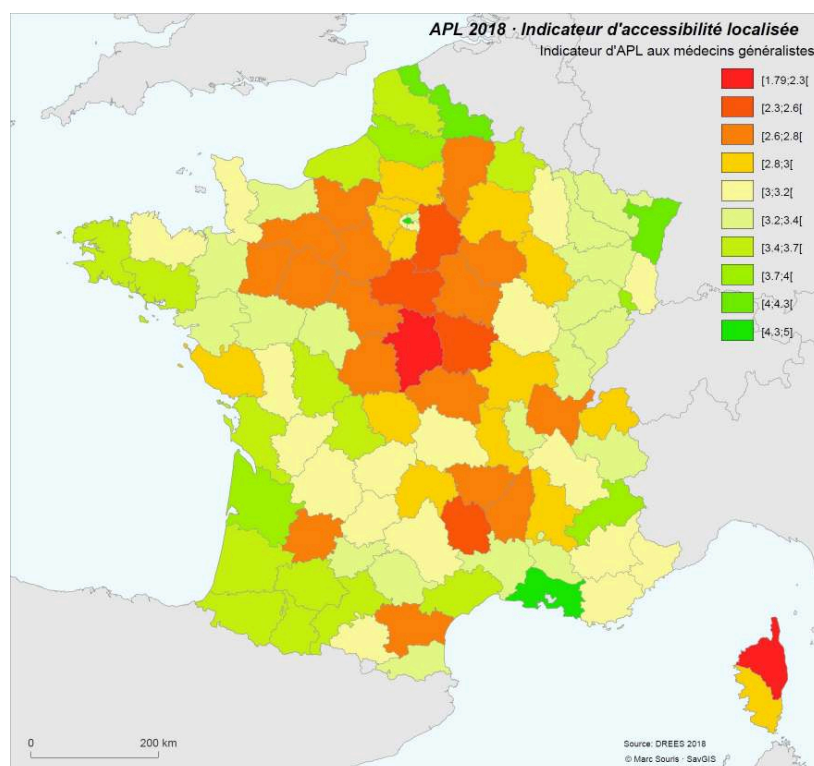 APL 2018 · Indicateur d'accessibilité localisée
Indicateur d'APL aux médecins généralistes
[1.79;2.3[
[2.3;2.6[
[2.6;2.8[
[2.8;3[
[3;3.2[
[3.2;3.4[
[3.4;3.7[
[3.7;4[
[4;4.3[
[4.3;5]
0 200 km
Source: DREES 2018
© Marc Souris - SavGIS